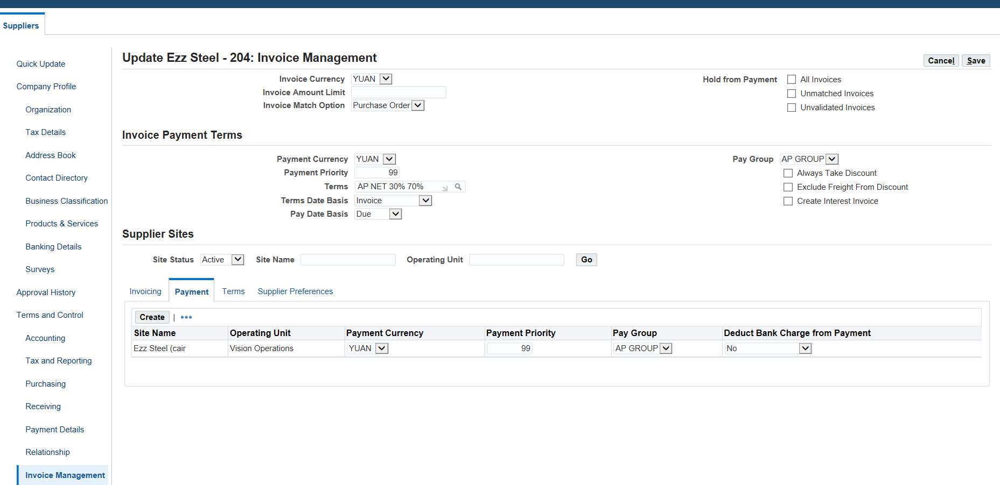 Suppliers
Quick Update
Company Profile
Organization
Tax Details
Address Book
Contact Directory
Business Classification
Products & Services
Banking Details
Surveys
Approval History
Terms and Control
Accounting
Tax and Reporting
Purchasing
Receiving
Payment Details
Relationship
Invoice Management
Update Ezz Steel - 204: Invoice Management
Cancel Save
Invoice Currency YUAN
Invoice Amount Limit
Invoice Match Option Purchase Order
Hold from Payment All Invoices
Unmatched Invoices
Unvalidated Invoices
Invoice Payment Terms
Payment Currency YUAN
Payment Priority 99
Terms AP NET 30% 70%
Terms Date Basis Invoice
Pay Date Basis Due
Pay Group AP GROUP
Always Take Discount
Exclude Freight From Discount
Create Interest Invoice
Supplier Sites
Site Status Active Site Name Operating Unit Go
Invoicing Payment Terms Supplier Preferences
Create | •••
Site Name Operating Unit Payment Currency Payment Priority Pay Group Deduct Bank Charge from Payment
Ezz Steel (cair Vision Operations YUAN 99 AP GROUP No